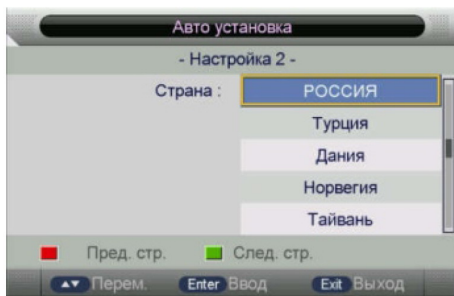 Авто установка
- Настройка 2 -
Страна : РОССИЯ
Турция
Дания
Норвегия
Тайвань
Пред. стр. След. стр.
Перем. Enter Ввод Exit Выход